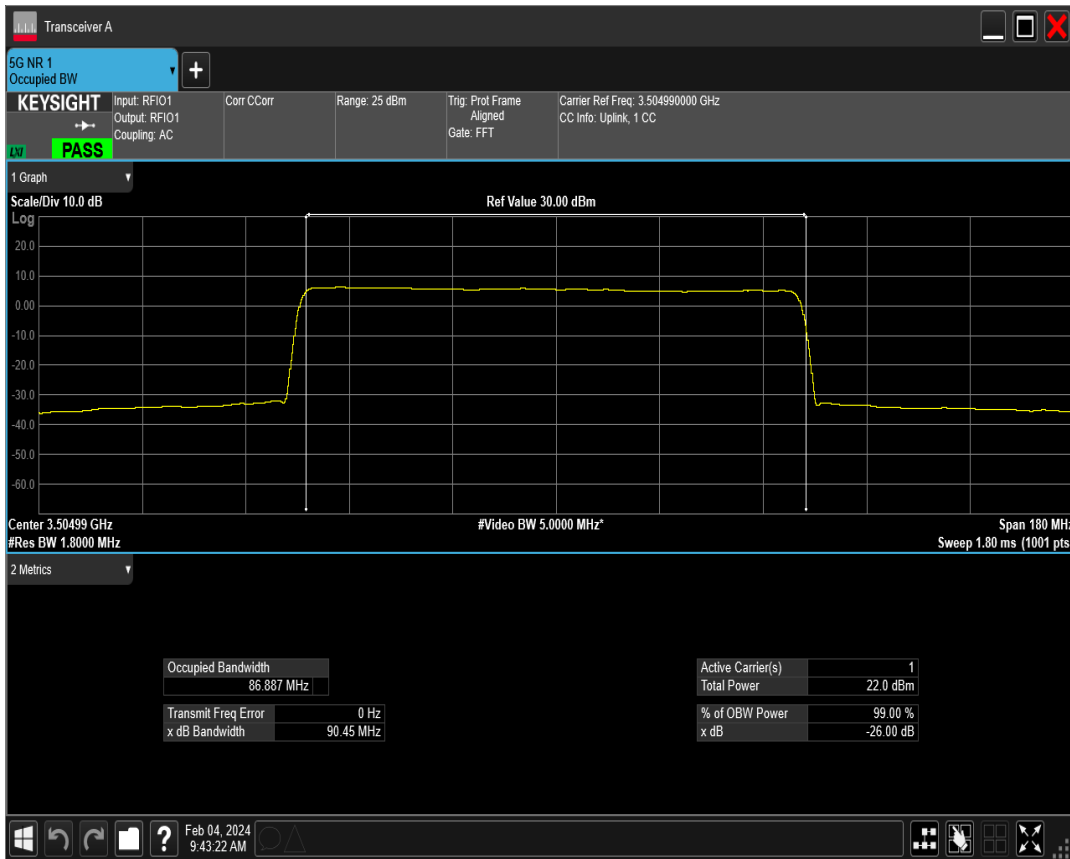 Transceiver A
5G NR 1
Occupied BW
KEYSIGHT
LXI
PASS
Input: RFIO1
Output: RFIO1
Coupling: AC
Corr CCorr
Range: 25 dBm
Trig: Prot Frame
Aligned
Gate: FFT
Carrier Ref Freq: 3.504990000 GHz
CC Info: Uplink, 1 CC
1 Graph
Scale/Div 10.0 dB
Ref Value 30.00 dBm
Log
20.0
10.0
0.00
-10.0
-20.0
-30.0
-40.0
-50.0
-60.0
Center 3.50499 GHz
#Video BW 5.0000 MHz*
Span 180 MHz
#Res BW 1.8000 MHz
Sweep 1.80 ms (1001 pts
2 Metrics
Occupied Bandwidth
86.887 MHz
Transmit Freq Error 0 Hz
x dB Bandwidth 90.45 MHz
Active Carrier(s) 1
Total Power 22.0 dBm
% of OBW Power 99.00 %
x dB -26.00 dB
Feb 04, 2024
9:43:22 AM